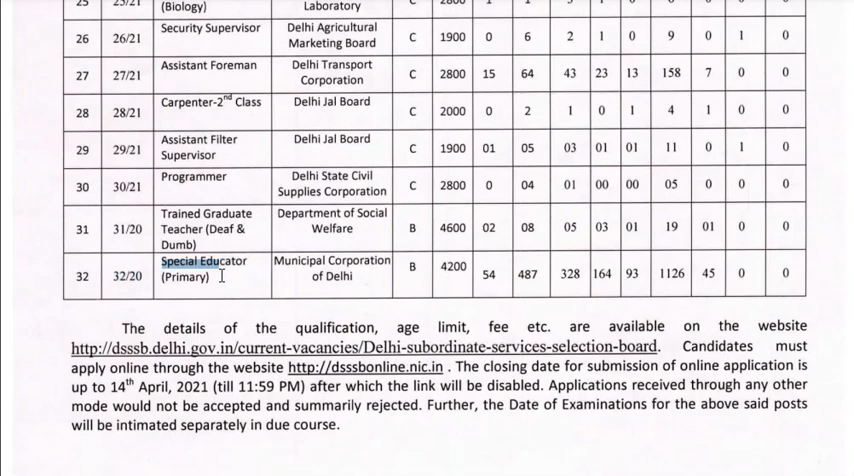 25 25/21 (Biology) Laboratory C 2800 1 1
26 26/21 Security Supervisor Delhi Agricultural Marketing Board C 1900 0 6 2 1 0 9 0 1 0
27 27/21 Assistant Foreman Delhi Transport Corporation C 2800 15 64 43 23 13 158 7 0 0
28 28/21 Carpenter-2nd Class Delhi Jal Board C 2000 0 2 1 0 1 4 1 0 0
29 29/21 Assistant Filter Supervisor Delhi Jal Board C 1900 01 05 03 01 01 11 0 1 0
30 30/21 Programmer Delhi State Civil Supplies Corporation C 2800 0 04 01 00 00 05 0 0 0
31 31/20 Trained Graduate Teacher (Deaf & Dumb) Department of Social Welfare B 4600 02 08 05 03 01 19 01 0 0
32 32/20 Special Educator (Primary) Municipal Corporation of Delhi B 4200 54 487 328 164 93 1126 45 0 0
The details of the qualification, age limit, fee etc. are available on the website
http://dsssb.delhi.gov.in/current-vacancies/Delhi-subordinate-services-selection-board. Candidates must
apply online through the website http://dsssbonline.nic.in . The closing date for submission of online application is
up to 14th April, 2021 (till 11:59 PM) after which the link will be disabled. Applications received through any other
mode would not be accepted and summarily rejected. Further, the Date of Examinations for the above said posts
will be intimated separately in due course.